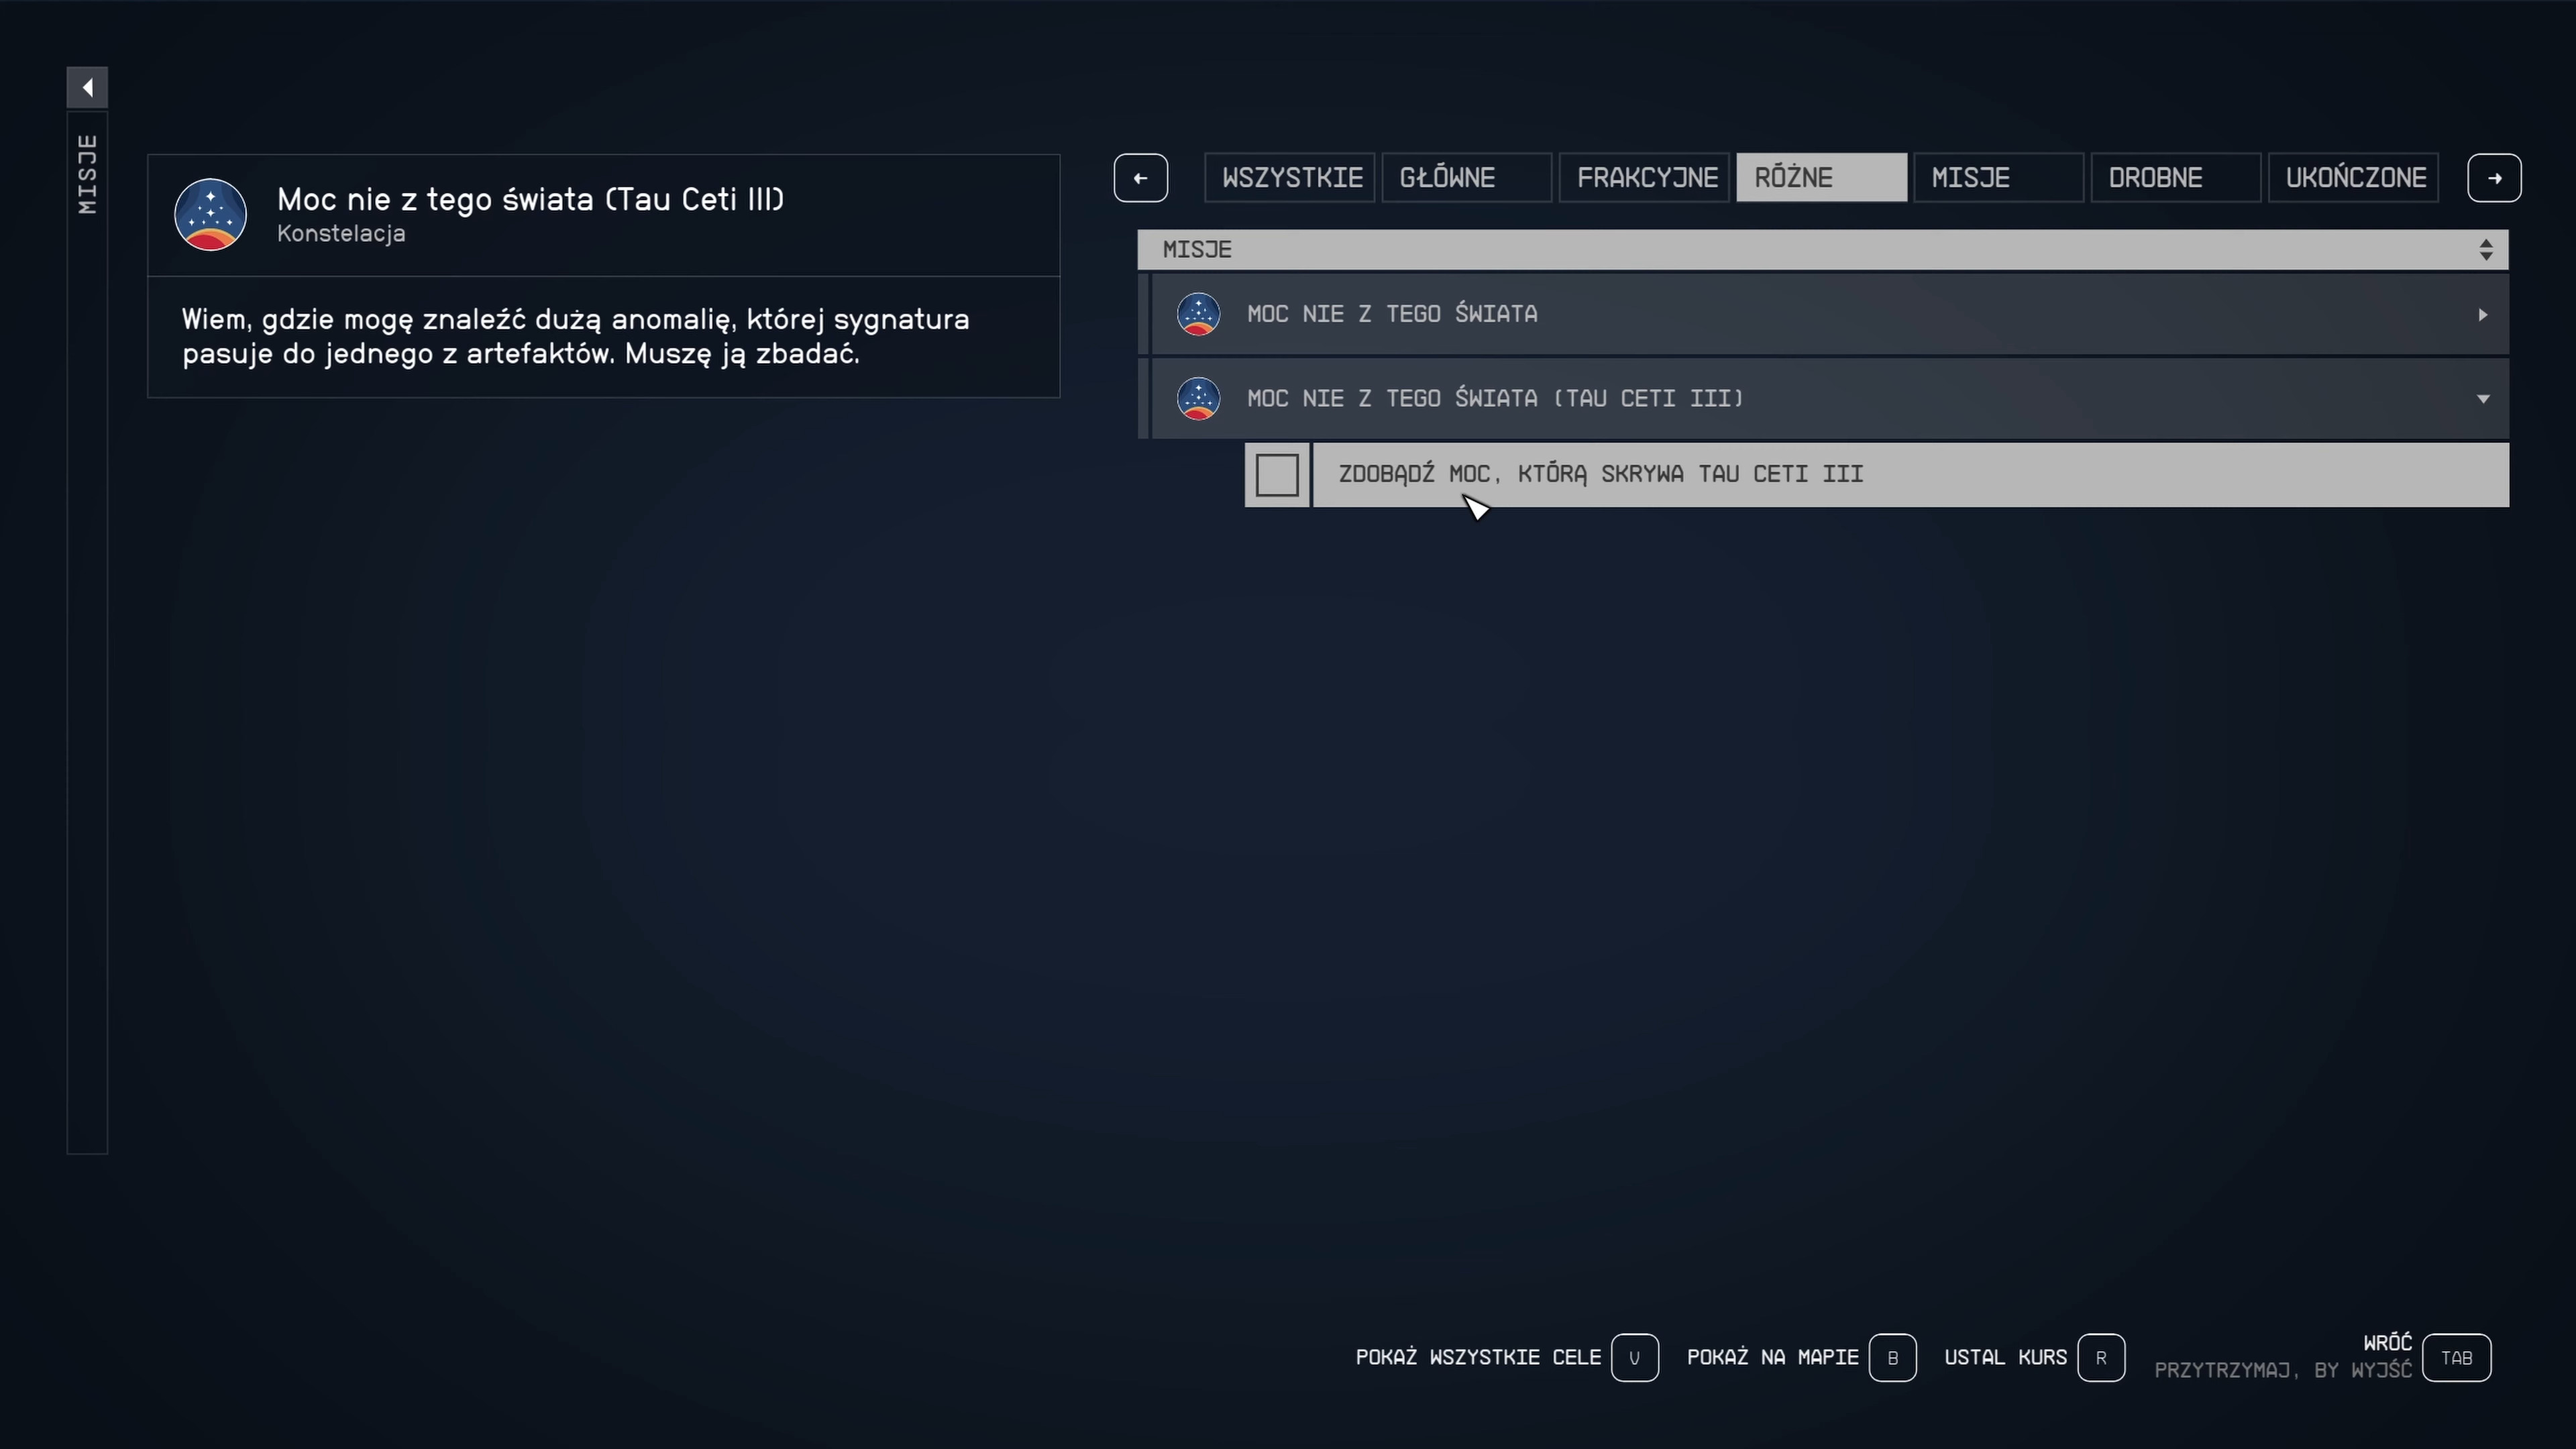 MISJE
Moc nie z tego świata (Tau Ceti III)
Konstelacja
Wiem, gdzie mogę znaleźć dużą anomalię, której sygnatura
pasuje do jednego z artefaktów. Muszę ją zbadać.
WSZYSTKIE GŁÓWNE FRAKCYJNE RÓŻNE MISJE DROBNE UKOŃCZONE
MISJE
MOC NIE Z TEGO ŚWIATA
MOC NIE Z TEGO ŚWIATA (TAU CETI III)
ZDOBĄDŹ MOC, KTÓRĄ SKRYWA TAU CETI III
POKAŻ WSZYSTKIE CELE V POKAŻ NA MAPIE B USTAL KURS R WRÓĆ TAB
PRZYTRZYMAJ, BY WYJŚĆ